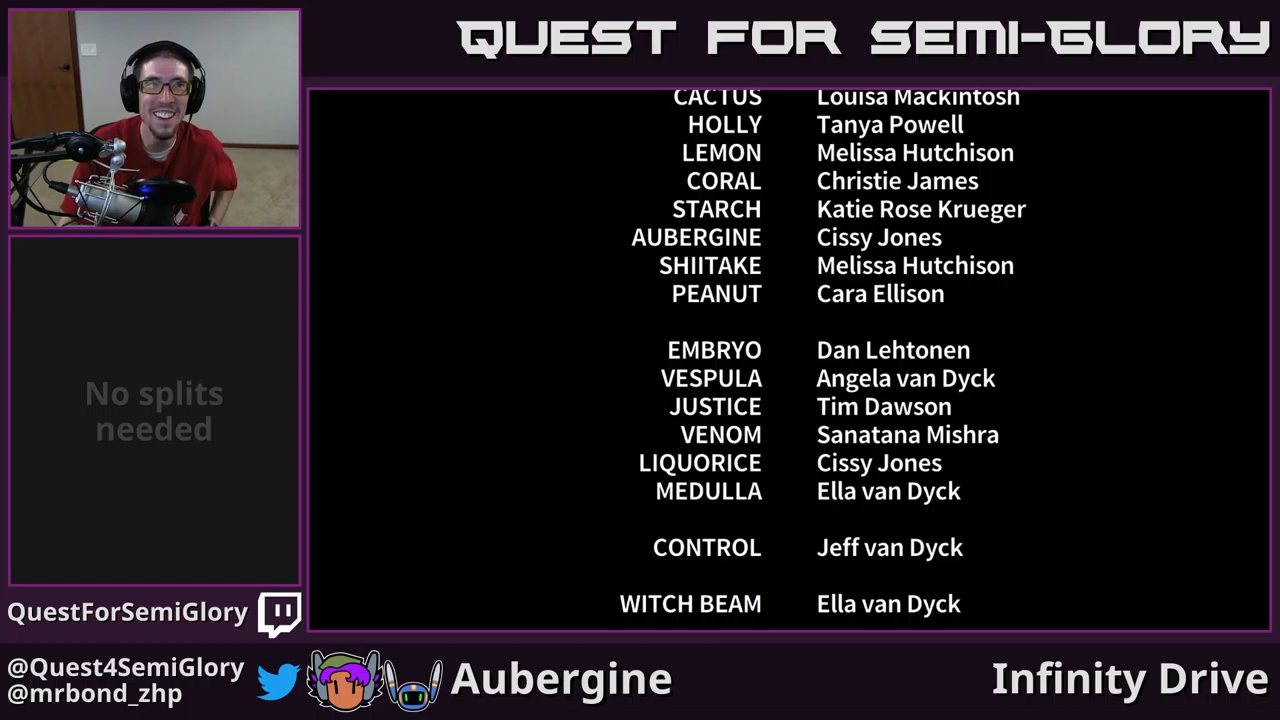 QUEST FOR SEMI-GLORY
CACTUS Louisa Mackintosh
HOLLY Tanya Powell
LEMON Melissa Hutchison
CORAL Christie James
STARCH Katie Rose Krueger
AUBERGINE Cissy Jones
SHIITAKE Melissa Hutchison
PEANUT Cara Ellison
EMBRYO Dan Lehtonen
VESPULA Angela van Dyck
JUSTICE Tim Dawson
VENOM Sanatana Mishra
LIQUORICE Cissy Jones
MEDULLA Ella van Dyck
CONTROL Jeff van Dyck
WITCH BEAM Ella van Dyck
No splits
needed
QuestForSemiGlory
@Quest4SemiGlory
@mrbond_zhp
Aubergine
Infinity Drive